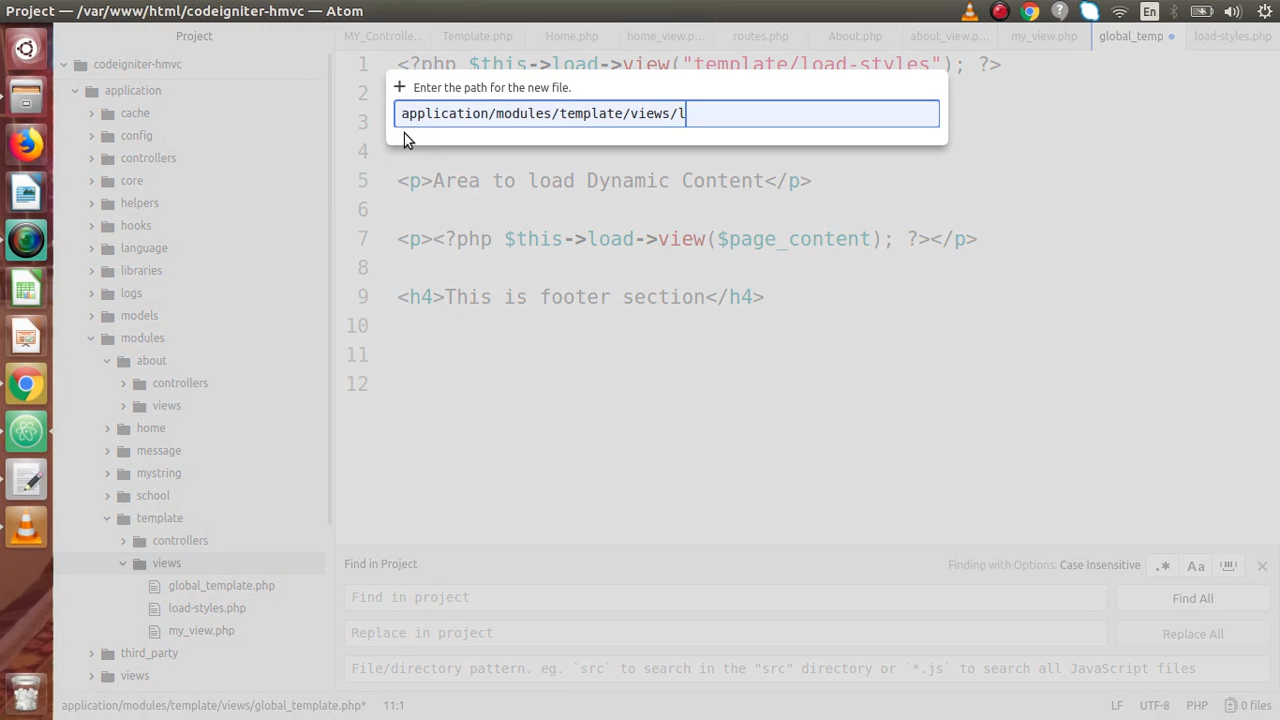 Project — /var/www/html/codeigniter-hmvc — Atom
En
Project
MY_Controlle..
Template.php
Home.php
home_view.p...
routes.php
About.php
about_view.p...
my_view.php
global_temp
load-styles.php
codeigniter-hmvc
application
cache
config
controllers
core
helpers
hooks
language
libraries
logs
models
modules
about
controllers
views
home
message
mystring
school
template
controllers
views
global_template.php
load-styles.php
my_view.php
third_party
views
1 <?php $this->load->view("template/load-styles"); ?>
Enter the path for the new file.
application/modules/template/views/l
2
3
4
5 <p>Area to load Dynamic Content</p>
6
7 <p><?php $this->load->view($page_content); ?></p>
8
9 <h4>This is footer section</h4>
10
11
12
Find in Project
Finding with Options: Case Insensitive
.*
Aa
Find in project
Find All
Replace in project
Replace All
File/directory pattern. eg. `src` to search in the "src" directory or `*.js` to search all JavaScript files
application/modules/template/views/global_template.php* 11:1
LF UTF-8 PHP 0 files